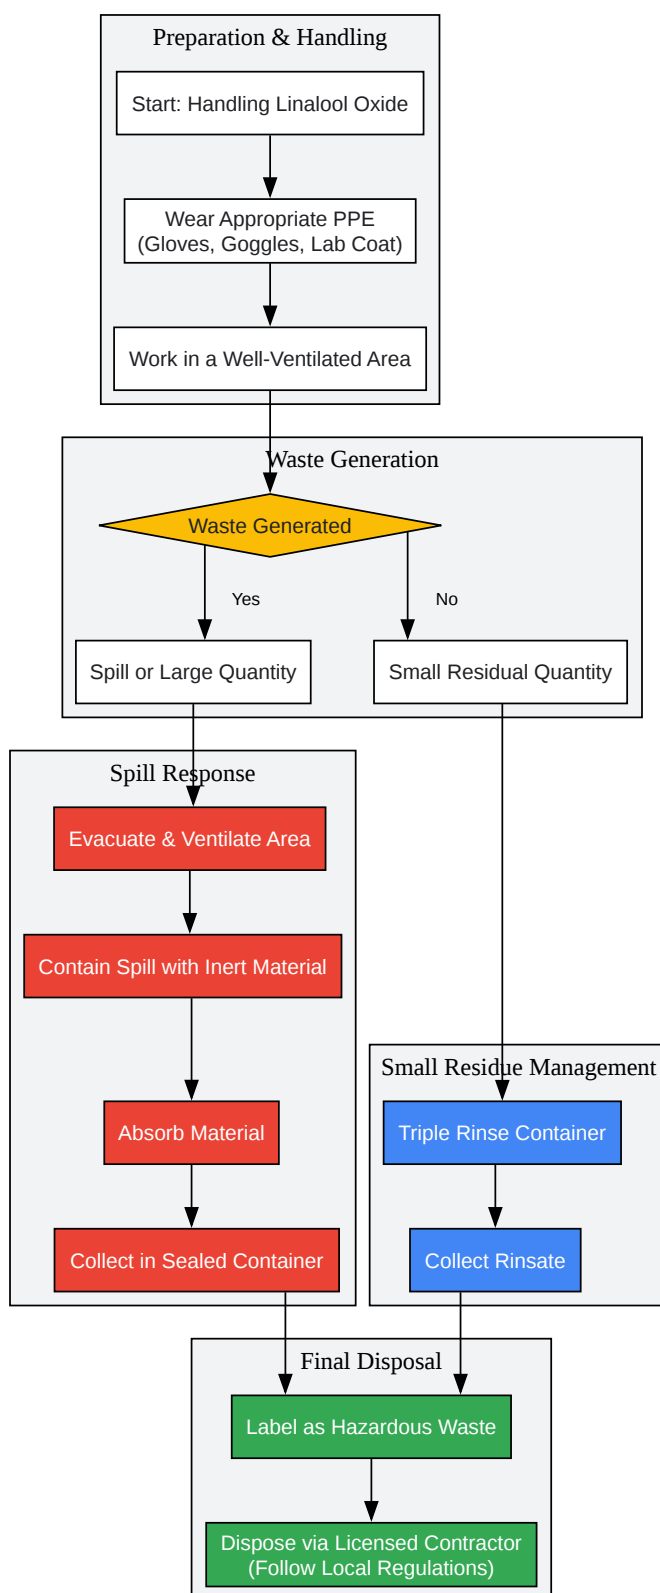 Preparation & Handling
Start: Handling Linalool Oxide
Wear Appropriate PPE
(Gloves, Goggles, Lab Coat)
Work in a Well-Ventilated Area
Waste Generation
Waste Generated
Yes
No
Spill or Large Quantity
Small Residual Quantity
Spill Response
Evacuate & Ventilate Area
Contain Spill with Inert Material
Absorb Material
Collect in Sealed Container
Small Residue Management
Triple Rinse Container
Collect Rinsate
Final Disposal
Label as Hazardous Waste
Dispose via Licensed Contractor
(Follow Local Regulations)